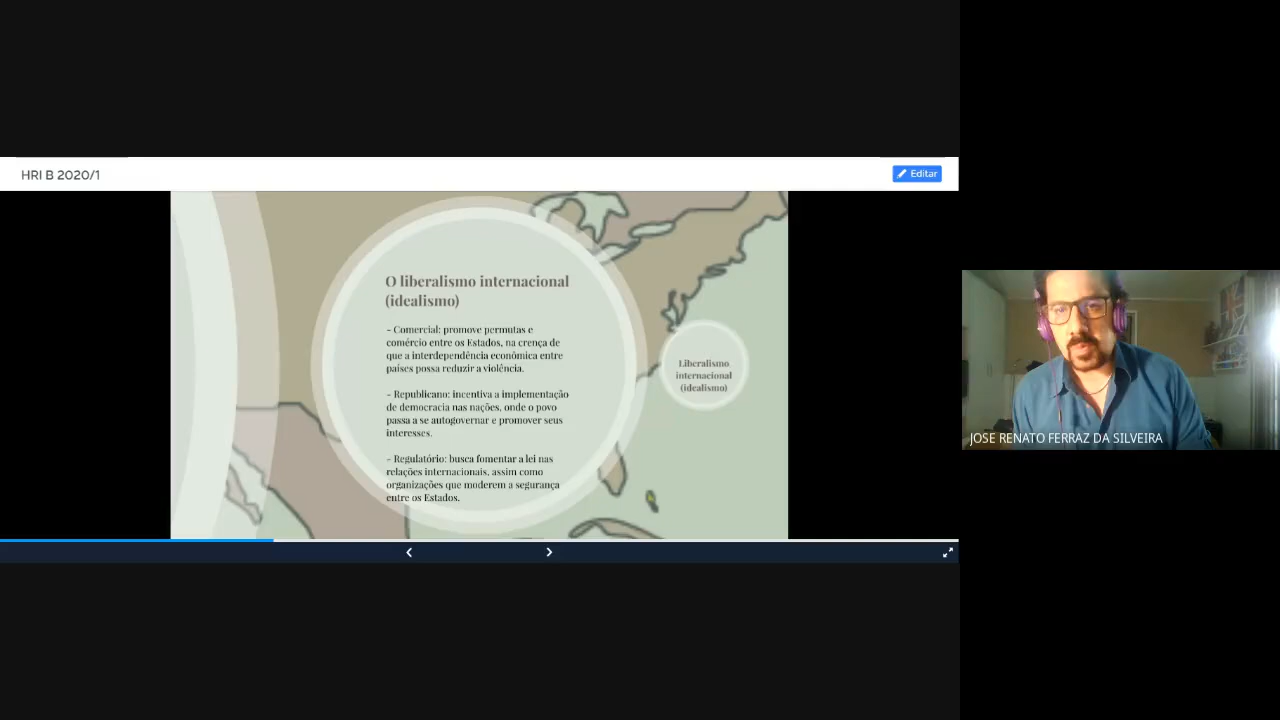 HRI B 2020/1
Editar
O liberalismo internacional
(idealismo)
- Comercial: promove permutas e
comércio entre os Estados, na crença de
que a interdependência econômica entre
países possa reduzir a violência.
- Republicano: incentiva a implementação
de democracia nas nações, onde o povo
passa a se autogovernar e promover seus
interesses.
- Regulatório: busca fomentar a lei nas
relações internacionais, assim como
organizações que moderem a segurança
entre os Estados.
Liberalismo
internacional
(idealismo)
JOSE RENATO FERRAZ DA SILVEIRA